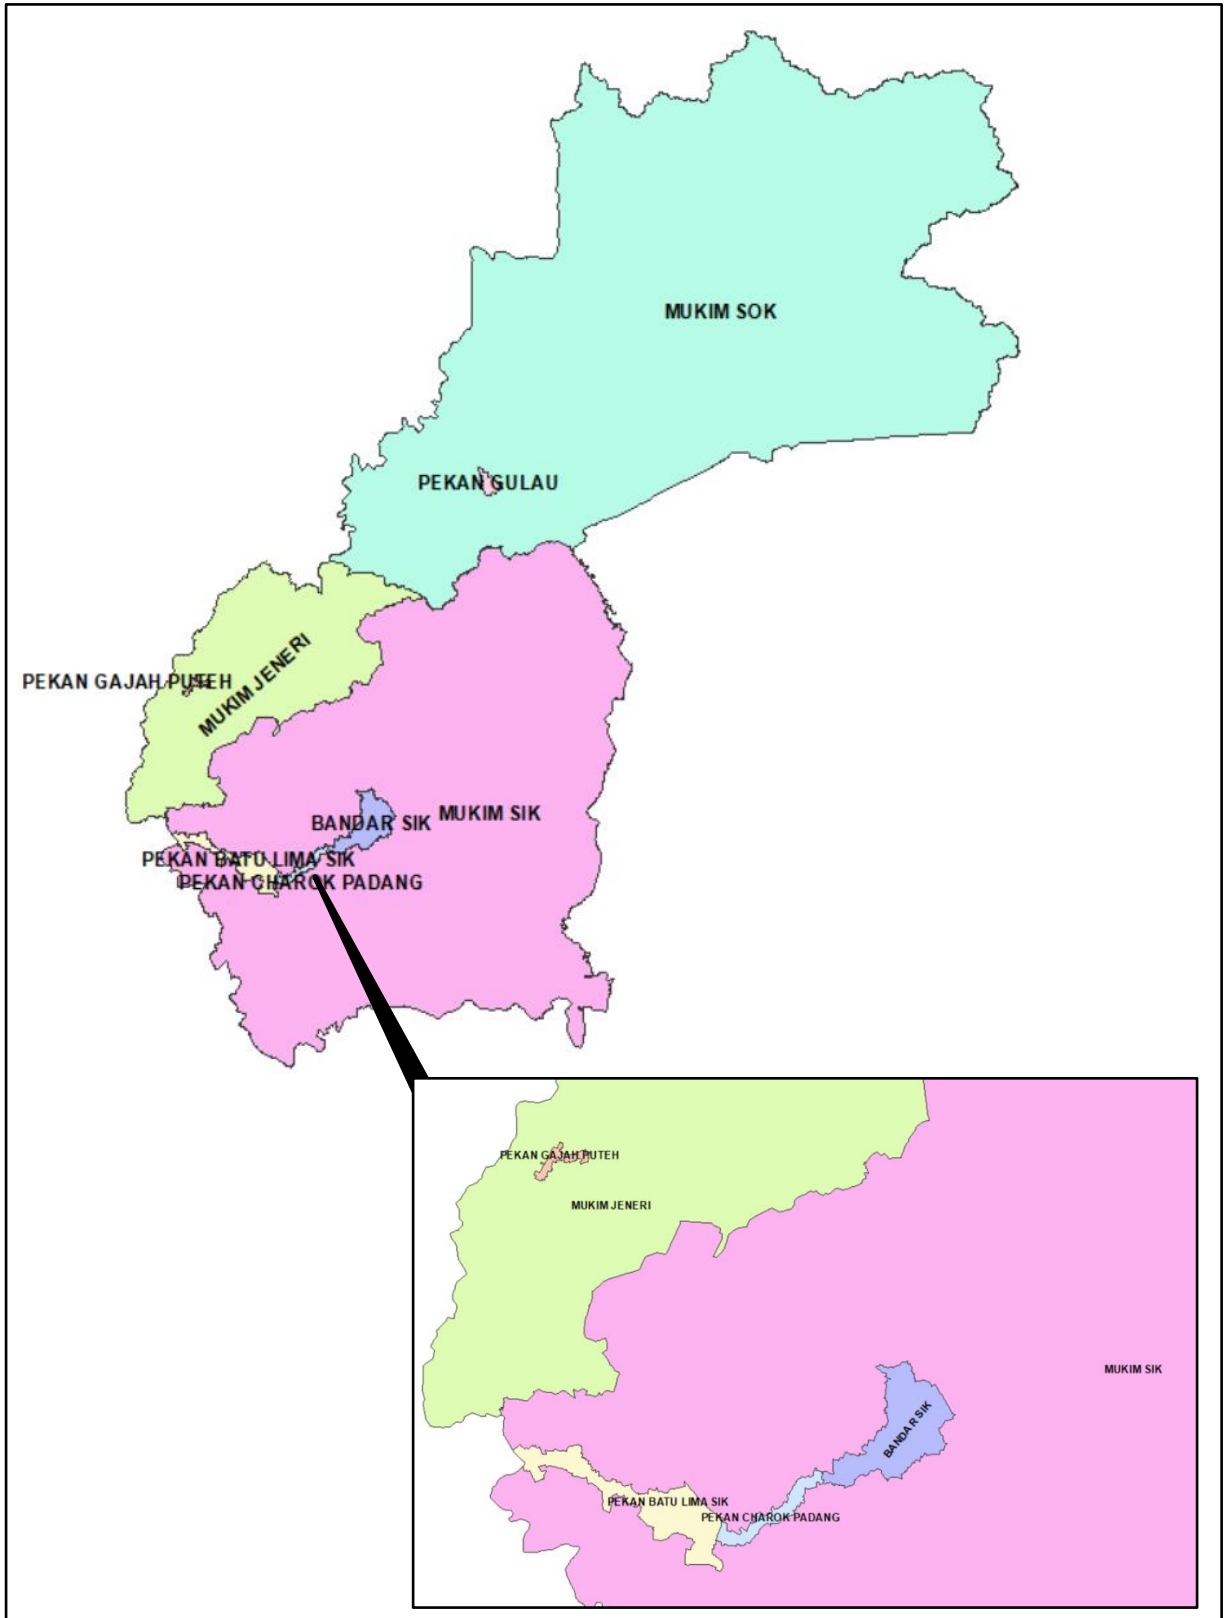 MUKIM SOK
PEKAN GULAU
MUKIM JENERI
PEKAN GAJAH PUTEH
MUKIM SIK
BANDAR SIK
PEKAN BATU LIMA SIK
PEKAN CHAROK PADANG
PEKAN GAJAH PUTEH
MUKIM JENERI
MUKIM SIK
BANDAR SIK
PEKAN BATU LIMA SIK
PEKAN CHAROK PADANG